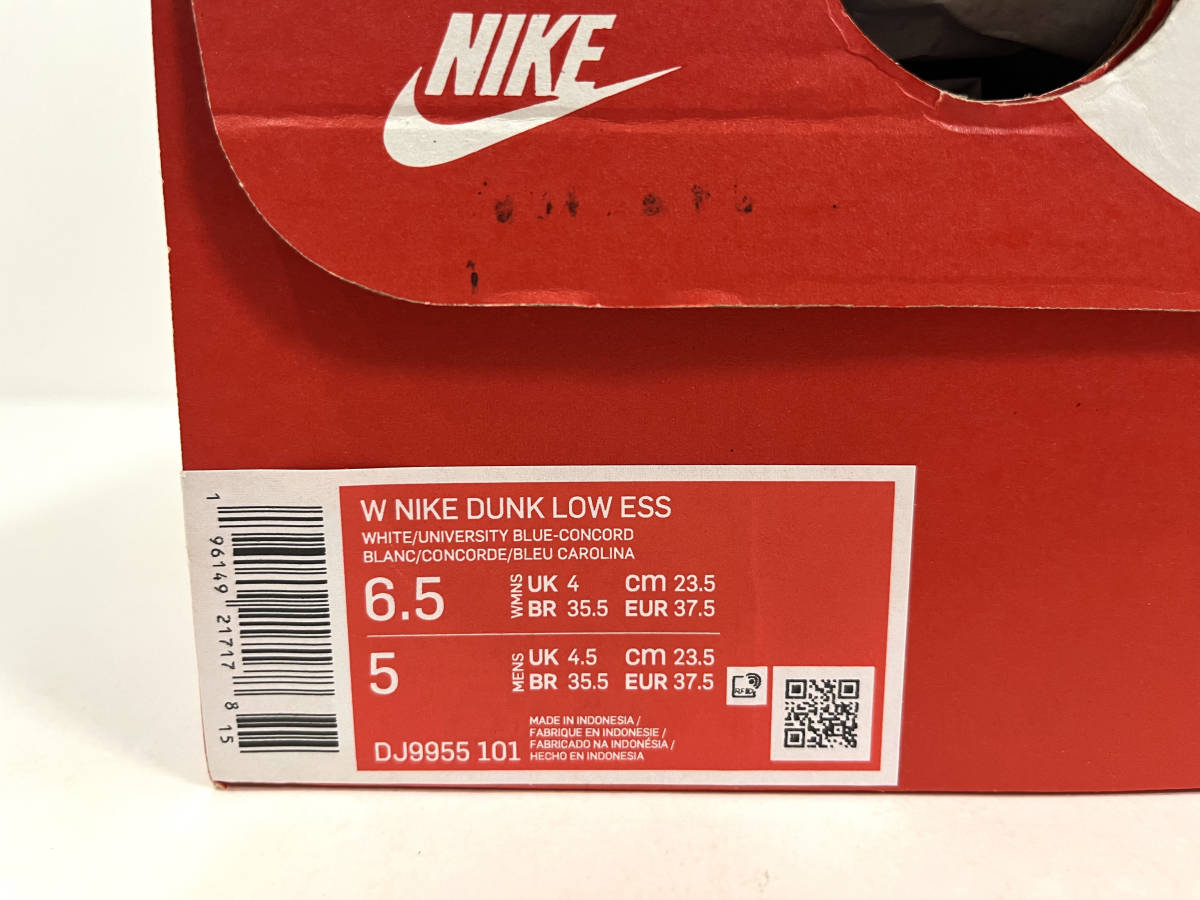 NIKE
W NIKE DUNK LOW ESS
WHITE/UNIVERSITY BLUE-CONCORD
BLANC/CONCORDE/BLEU CAROLINA
6.5 WMNS UK 4 cm 23.5
BR 35.5 EUR 37.5
5 MENS UK 4.5 cm 23.5
BR 35.5 EUR 37.5
RFID
DJ9955 101
MADE IN INDONESIA /
FABRIQUE EN INDONESIE /
FABRICADO NA INDONÉSIA /
HECHO EN INDONESIA
1 96149 21717 8 15